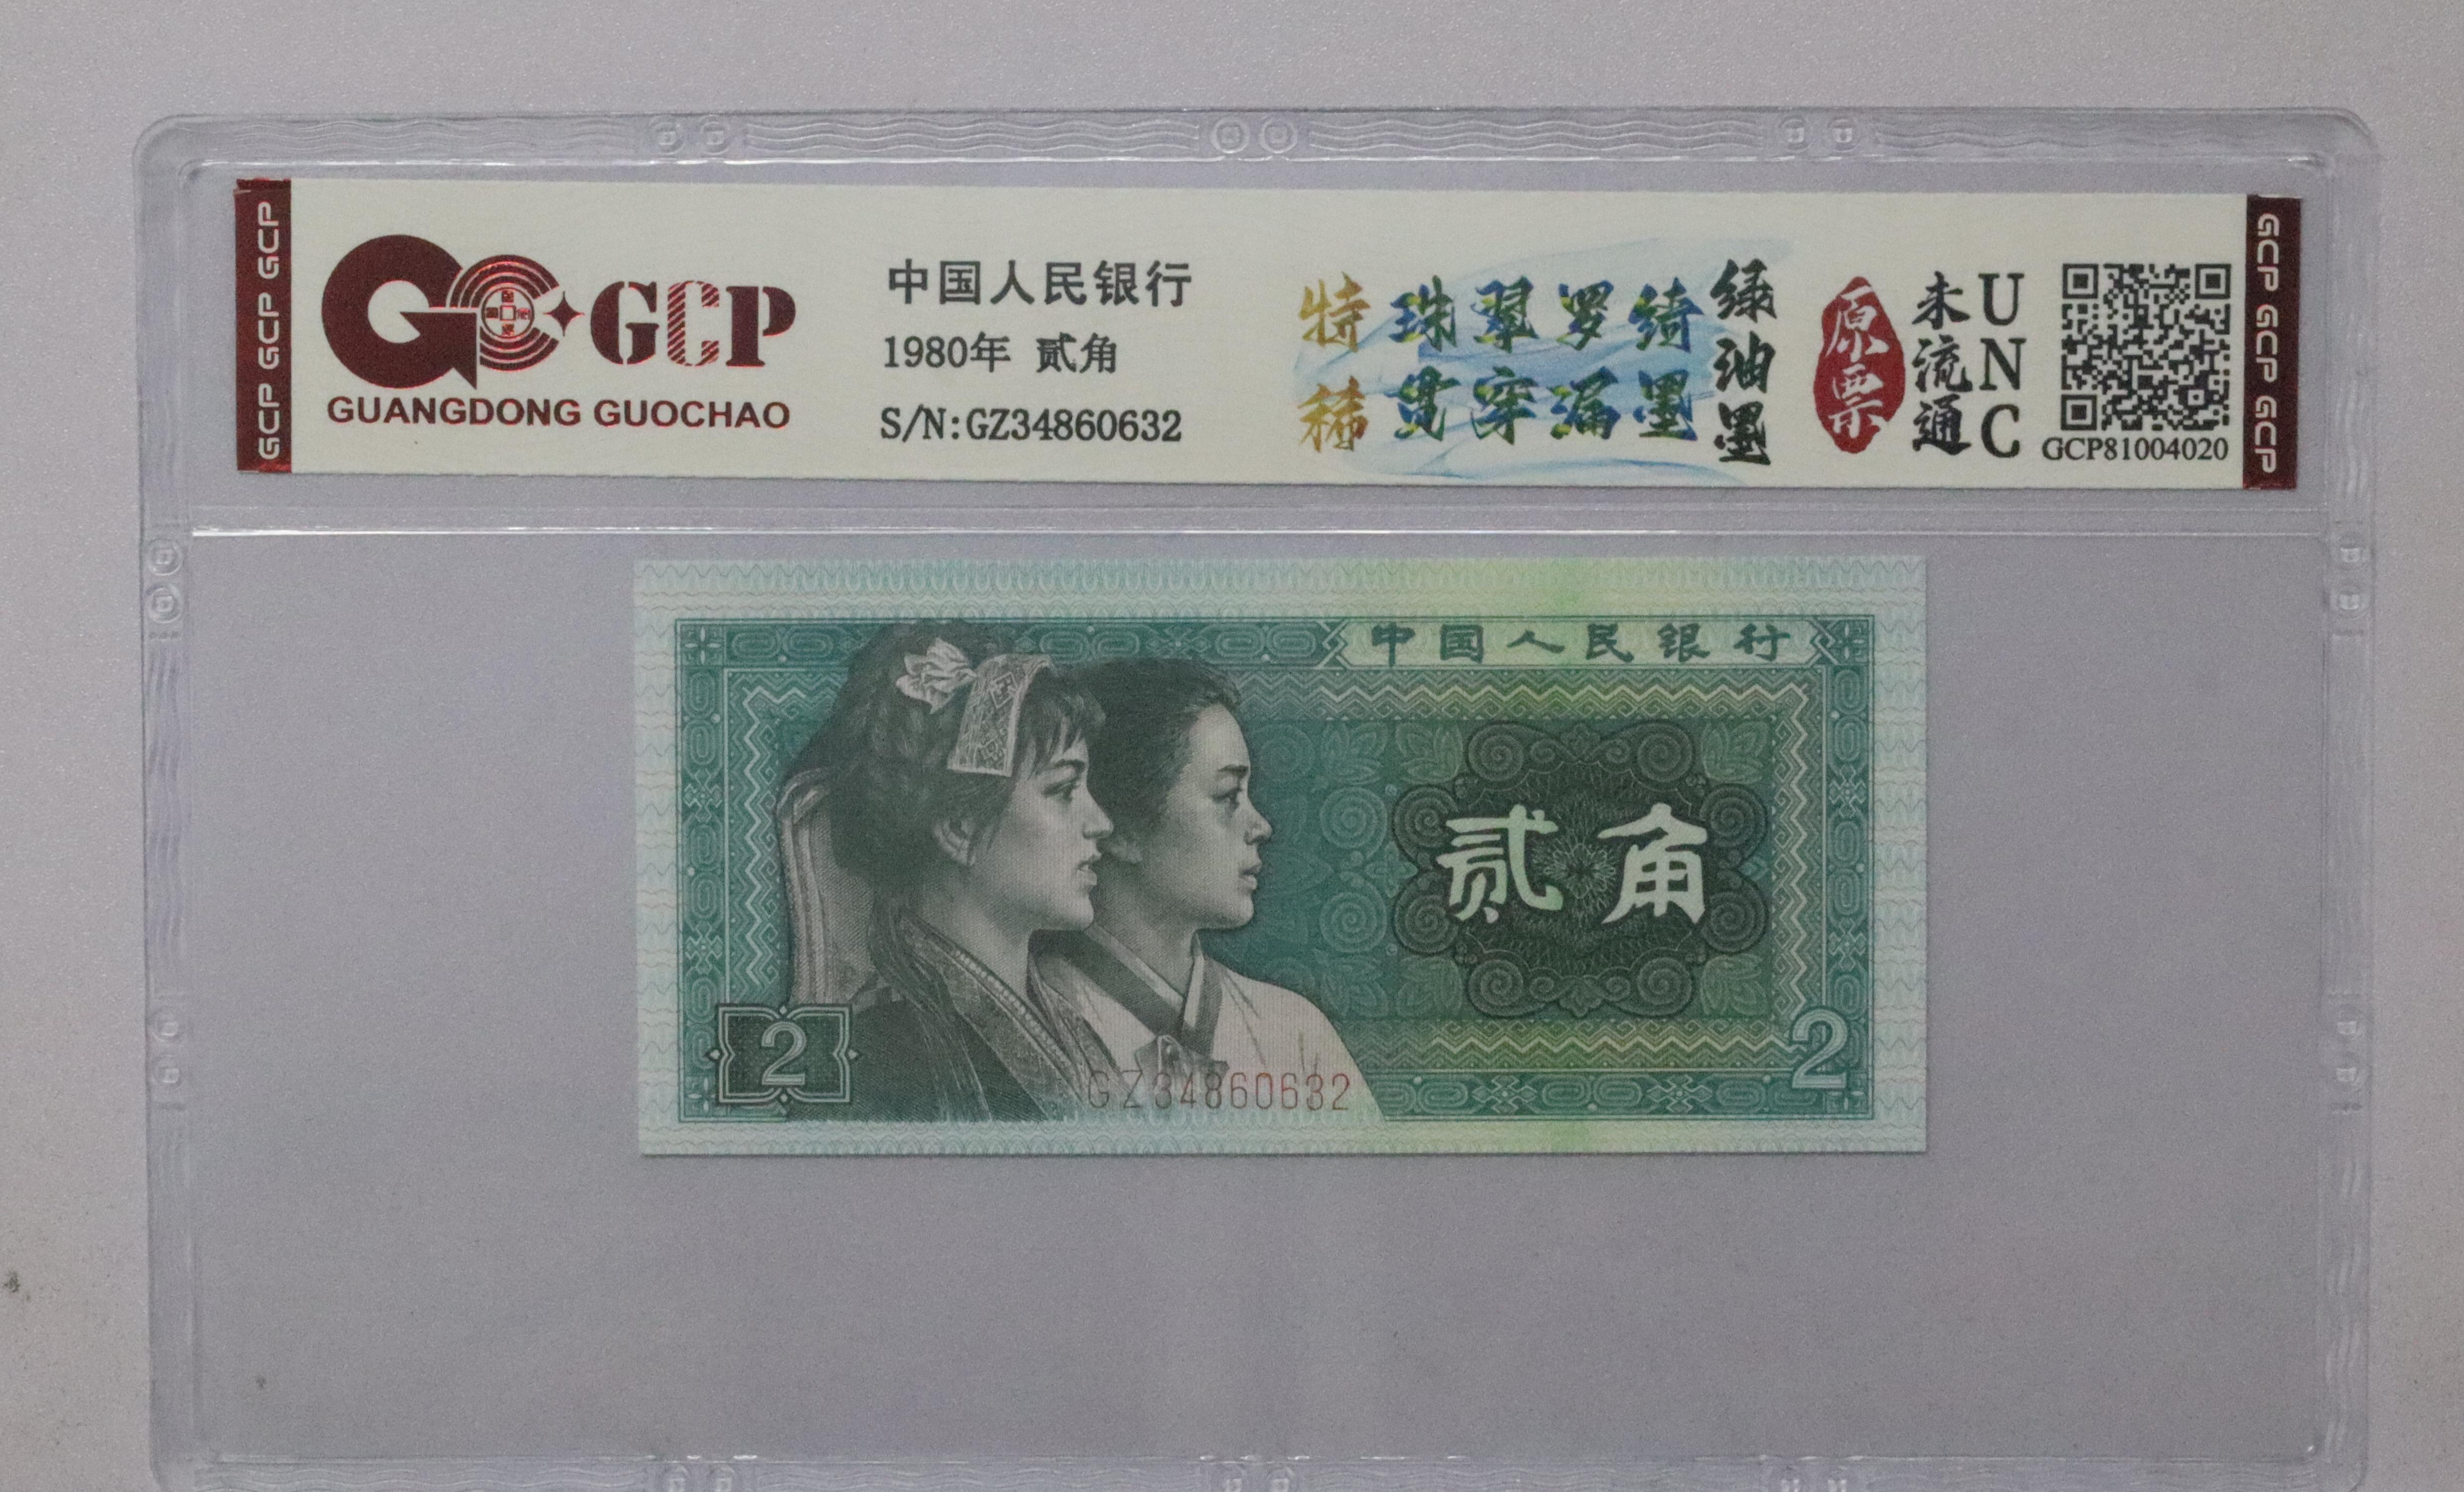 GCP GCP GCP
GCP
GUANGDONG GUOCHAO
中国人民银行
1980年 贰角
S/N:GZ34860632
特稀
珠翠罗绮
贯穿漏墨
绿油墨
原票
未流通
UNC
GCP81004020
GCP GCP GCP
中国人民银行
贰角
2
GZ34860632
2